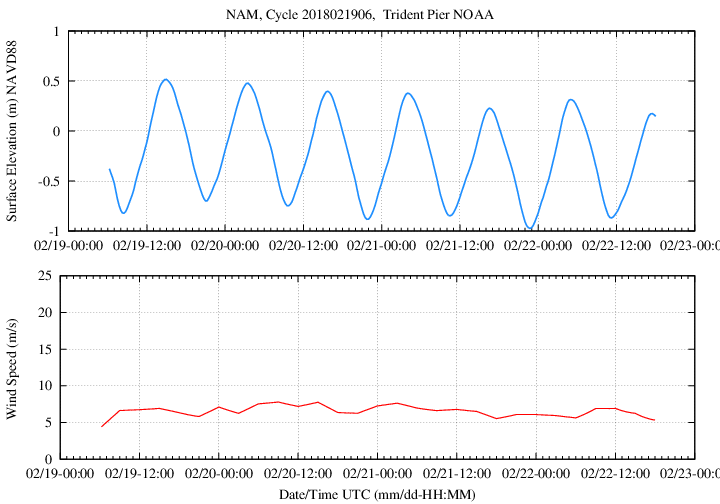 NAM, Cycle 2018021906,  Trident Pier NOAA
1
0.5
0
-0.5
-1
Surface Elevation (m) NAVD88
02/19-00:00 02/19-12:00 02/20-00:00 02/20-12:00 02/21-00:00 02/21-12:00 02/22-00:00 02/22-12:00 02/23-0
25
20
15
10
5
0
Wind Speed (m/s)
02/19-00:00 02/19-12:00 02/20-00:00 02/20-12:00 02/21-00:00 02/21-12:00 02/22-00:00 02/22-12:00 02/23-0
Date/Time UTC (mm/dd-HH:MM)